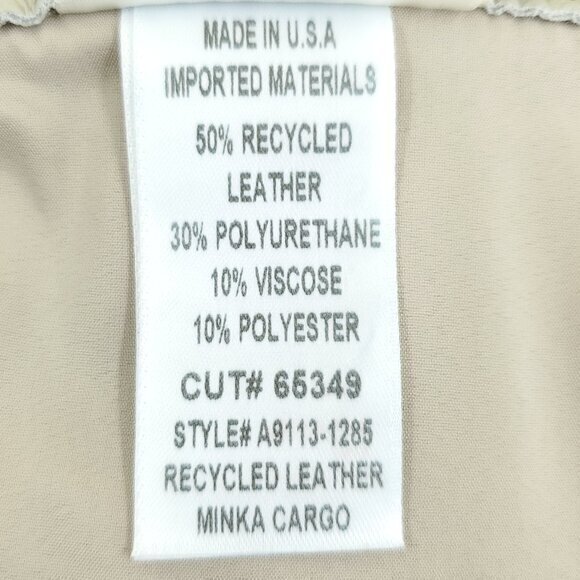 MADE IN U.S.A
IMPORTED MATERIALS
50% RECYCLED
LEATHER
30% POLYURETHANE
10% VISCOSE
10% POLYESTER
CUT# 65349
STYLE# A9113-1285
RECYCLED LEATHER
MINKA CARGO